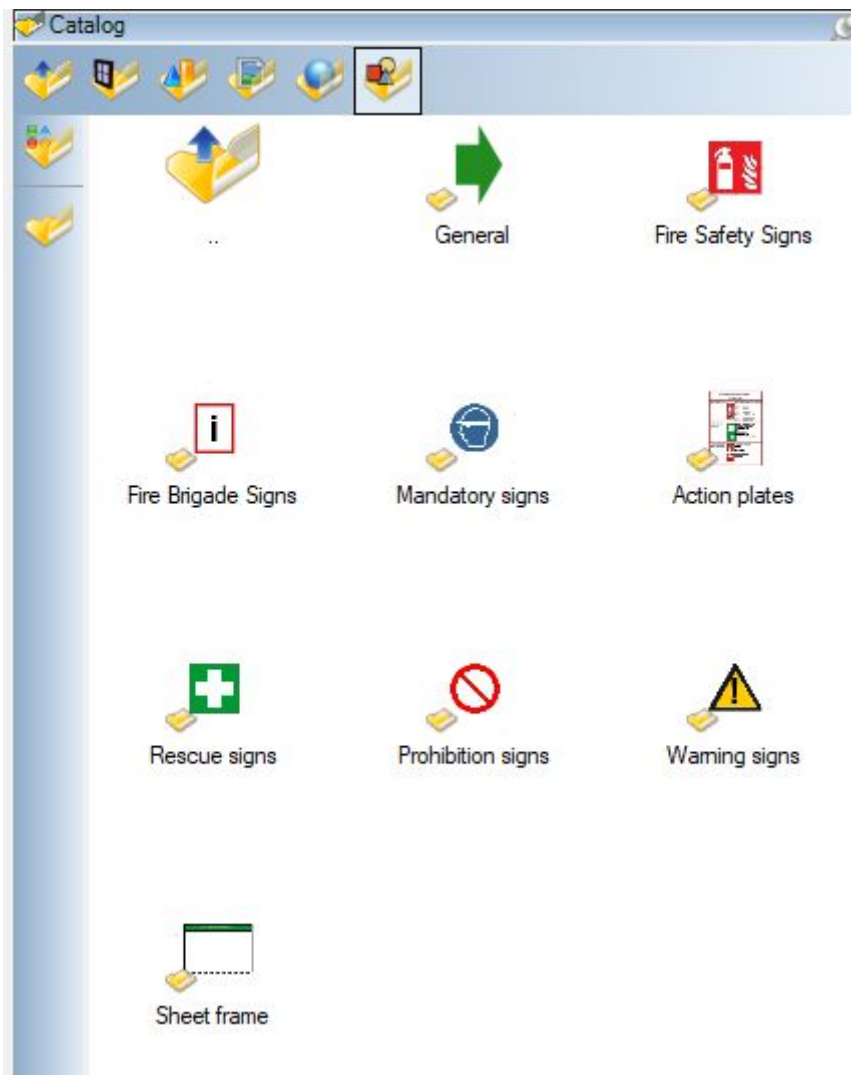 Catalog
..
General
Fire Safety Signs
i
Fire Brigade Signs
Mandatory signs
Action plates
Rescue signs
Prohibition signs
!
Warning signs
Sheet frame